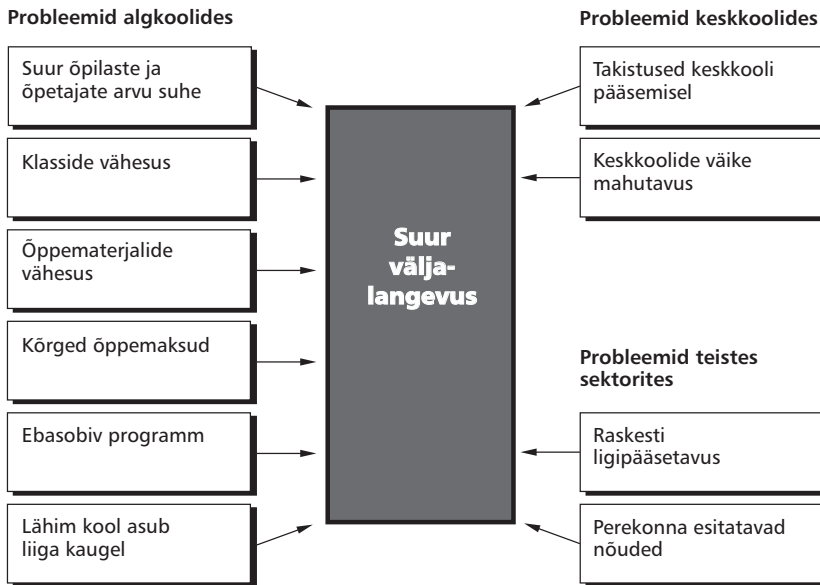 Probleemid algkoolides
Suur õpilaste ja
õpetajate arvu suhe
Klasside vähesus
Õppematerjalide
vähesus
Kõrged õppemaksud
Ebasobiv programm
Lähim kool asub
liiga kaugel
Suur
välja-
langevus
Probleemid keskkoolides
Takistused keskkooli
pääsemisel
Keskkoolide väike
mahutavus
Probleemid teistes
sektorites
Raskesti
ligipääsetavus
Perekonna esitatavad
nõuded